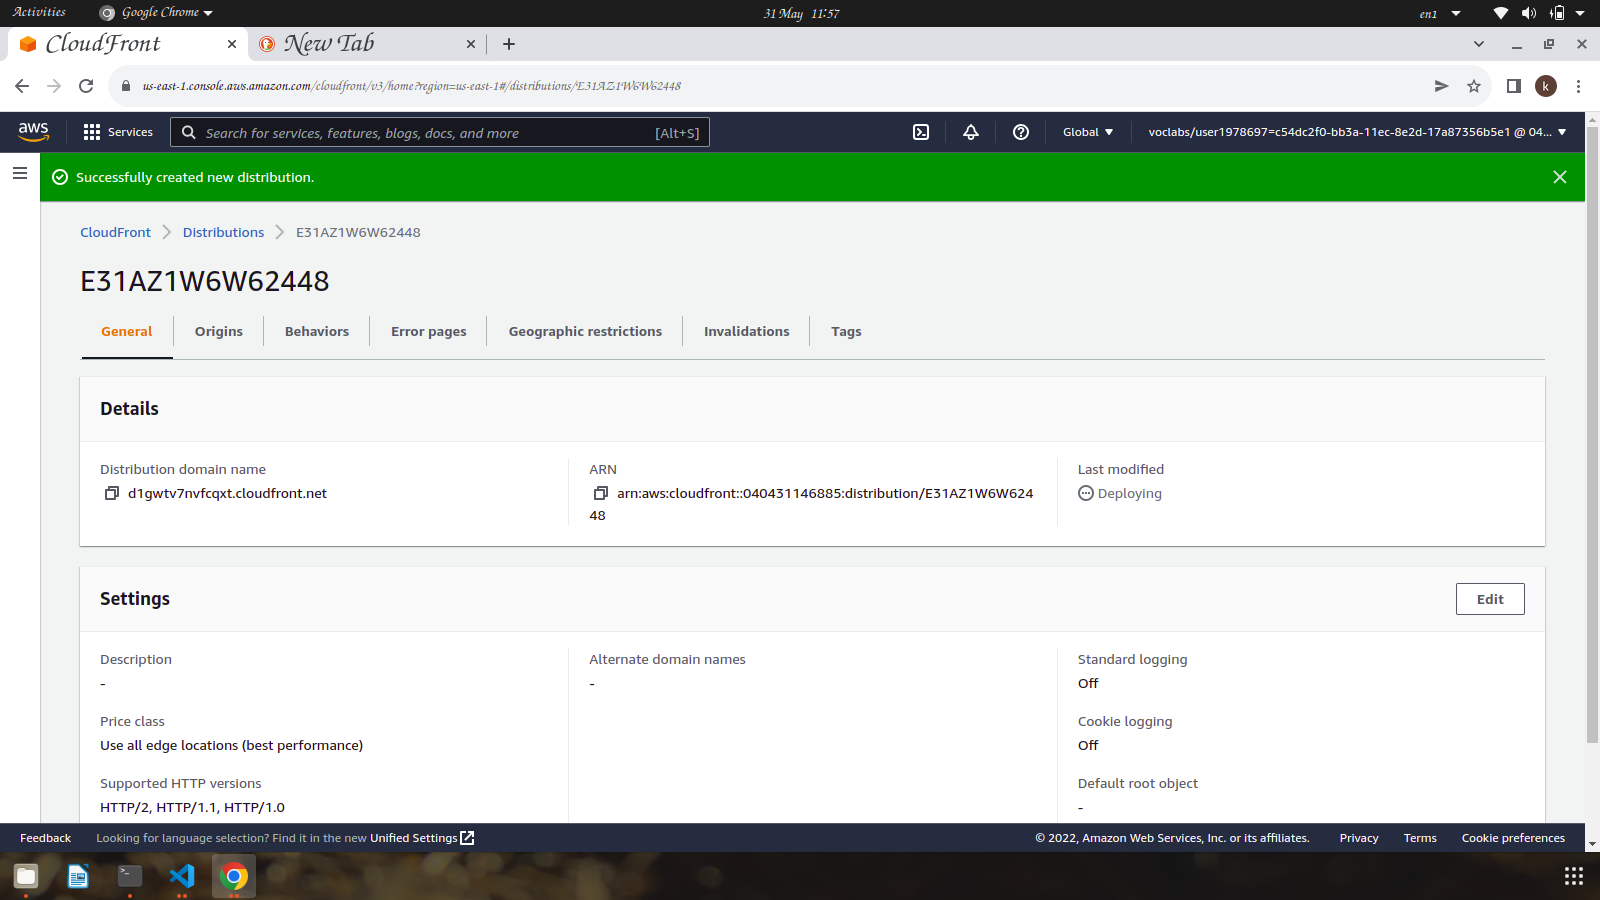 Activities Google Chrome 31 May 11:57 en1
CloudFront New Tab
us-east-1.console.aws.amazon.com/cloudfront/v3/home?region=us-east-1#/distributions/E31AZ1W6W62448 k
aws Services Search for services, features, blogs, docs, and more [Alt+S] Global voclabs/user1978697=c54dc2f0-bb3a-11ec-8e2d-17a87356b5e1 @ 04...
Successfully created new distribution.
CloudFront Distributions E31AZ1W6W62448
E31AZ1W6W62448
General Origins Behaviors Error pages Geographic restrictions Invalidations Tags
Details
Distribution domain name
d1gwtv7nvfcqxt.cloudfront.net
ARN
arn:aws:cloudfront::040431146885:distribution/E31AZ1W6W624
48
Last modified
Deploying
Settings Edit
Description
-
Price class
Use all edge locations (best performance)
Supported HTTP versions
HTTP/2, HTTP/1.1, HTTP/1.0
Alternate domain names
-
Standard logging
Off
Cookie logging
Off
Default root object
-
Feedback Looking for language selection? Find it in the new Unified Settings © 2022, Amazon Web Services, Inc. or its affiliates. Privacy Terms Cookie preferences